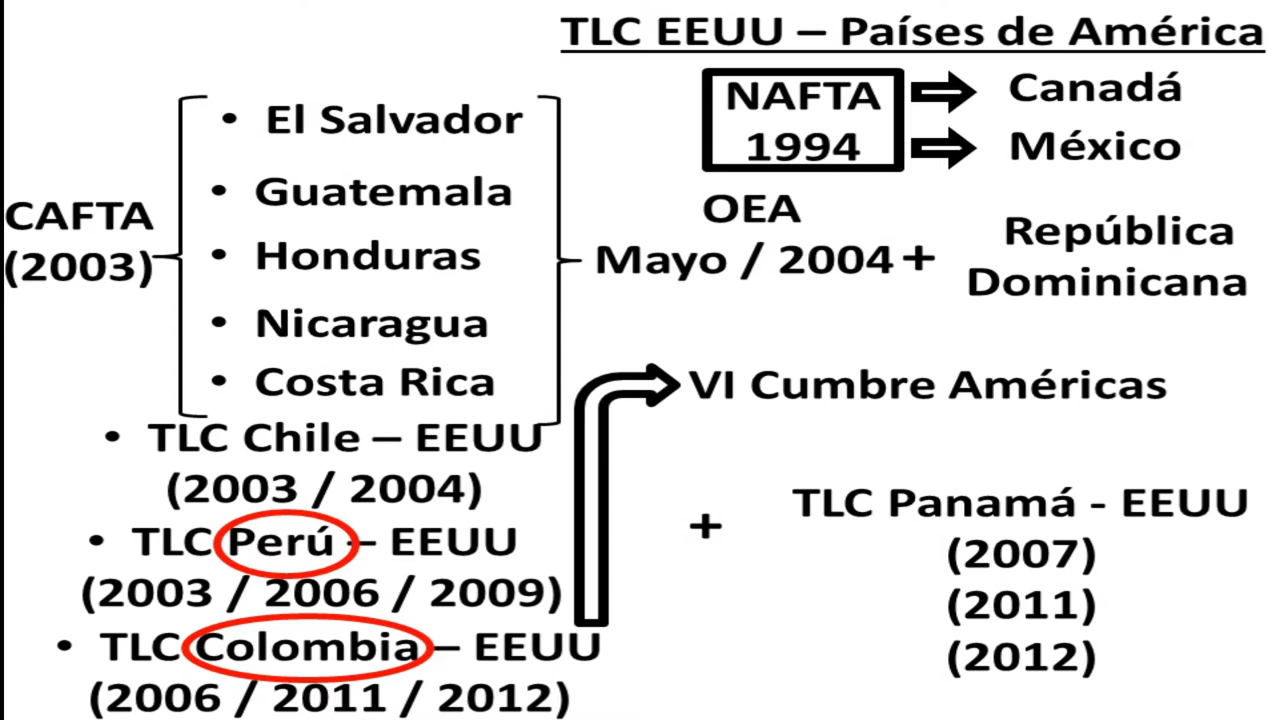 TLC EEUU – Países de América
NAFTA
1994
Canadá
México
CAFTA
(2003)
• El Salvador
• Guatemala
• Honduras
• Nicaragua
• Costa Rica
OEA
Mayo / 2004
+
República
Dominicana
• TLC Chile – EEUU
(2003 / 2004)
• TLC Perú – EEUU
(2003 / 2006 / 2009)
• TLC Colombia – EEUU
(2006 / 2011 / 2012)
VI Cumbre Américas
+
TLC Panamá - EEUU
(2007)
(2011)
(2012)